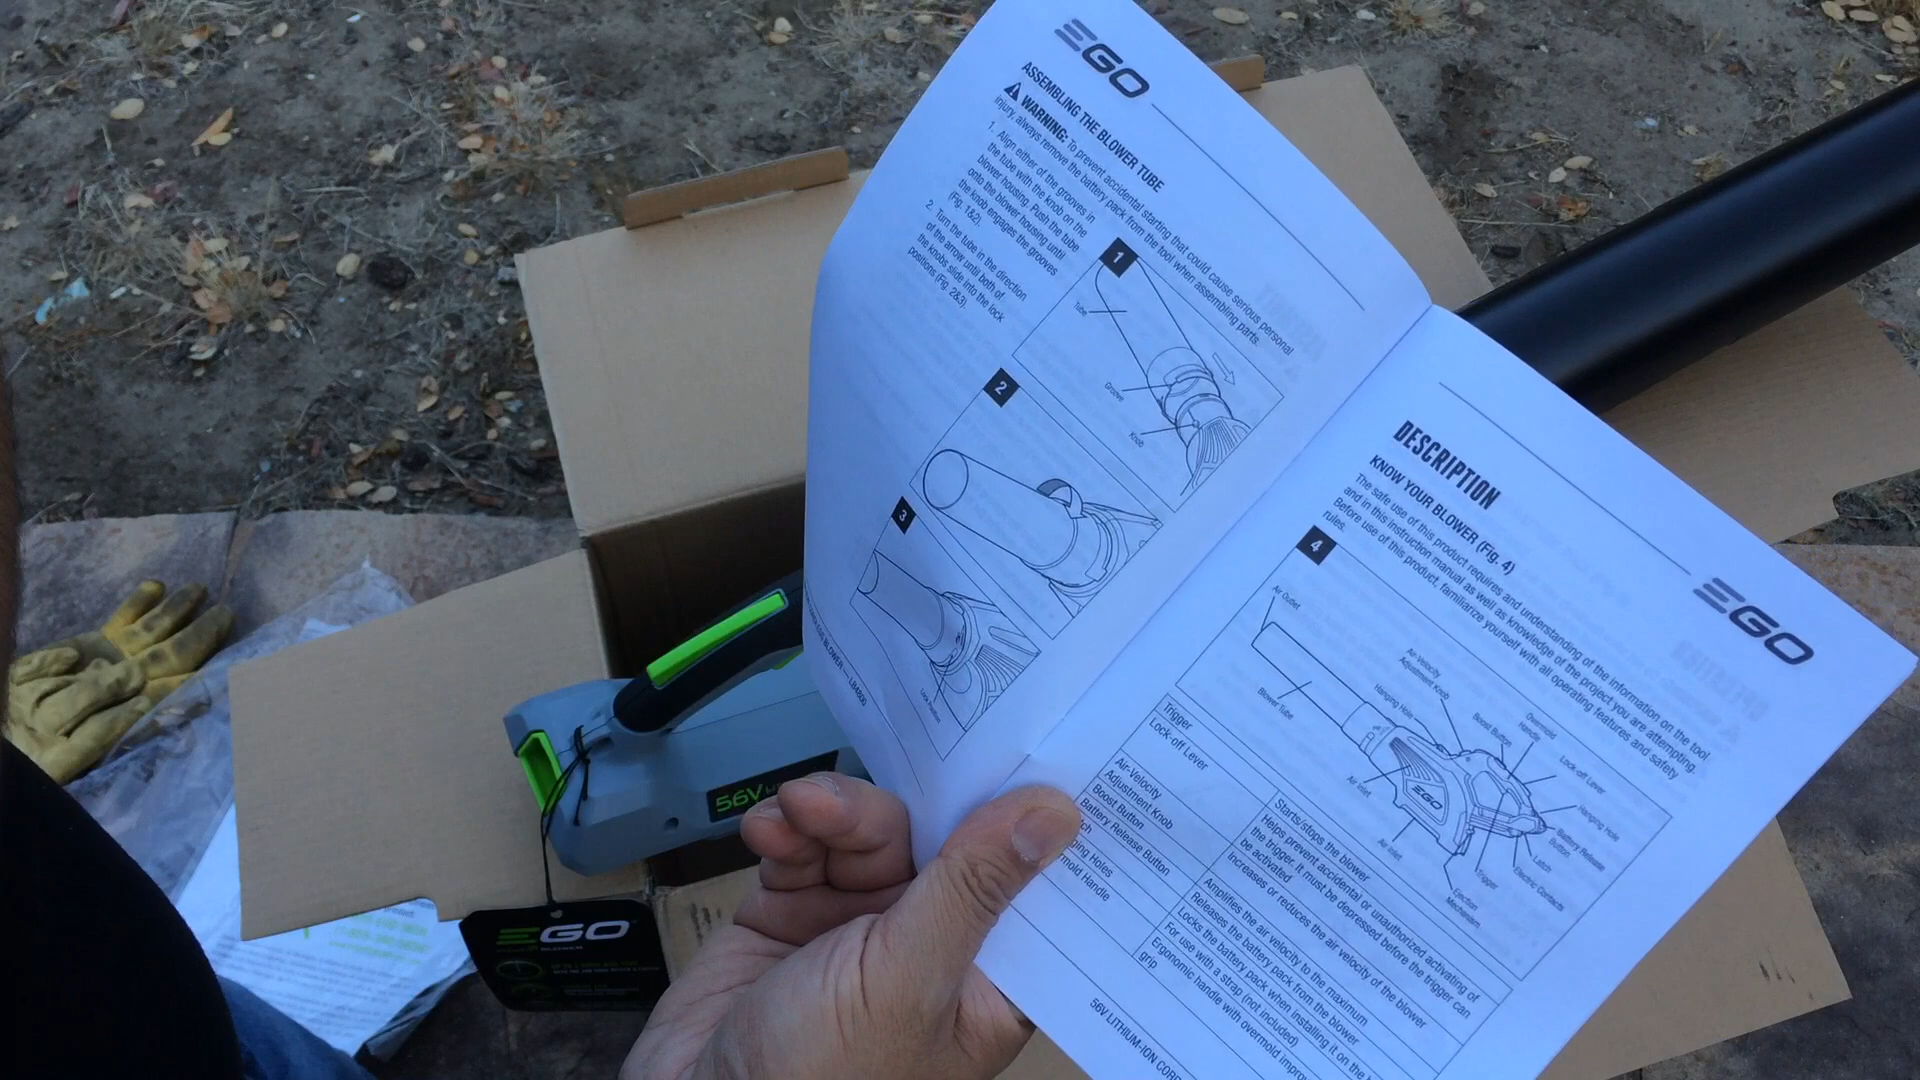 EGO
ASSEMBLING THE BLOWER TUBE
WARNING: To prevent accidental starting that could cause serious personal
injury, always remove the battery pack from the tool when assembling parts.
1. Align either of the grooves in
the tube with the knob on the
blower housing. Push the tube
onto the blower housing until
the knob engages the grooves
(Fig. 1&2).
2. Turn the tube in the direction
of the arrow until both of
the knobs slide into the lock
positions (Fig. 2&3).
1
Tube
Groove
Knob
2
3
Lock Position
BLOWER — LB4800
EGO
DESCRIPTION
KNOW YOUR BLOWER (Fig. 4)
The safe use of this product requires and understanding of the information on the tool
and in this instruction manual as well as knowledge of the project you are attempting.
Before use of this product, familiarize yourself with all operating features and safety
rules.
4
Air Outlet
Blower Tube
Air-Velocity
Adjustment Knob
Hanging Hole
Boost Button
Overmold
Handle
Lock-off Lever
Hanging Hole
Battery Release
Button
Latch
Electric Contacts
Trigger
Ejection
Mechanism
Air Inlet
Air Inlet
EGO
Trigger
Starts/stops the blower
Lock-off Lever
Helps prevent accidental or unauthorized activating of
the trigger. It must be depressed before the trigger can
be activated
Air-Velocity
Adjustment Knob
Increases or reduces the air velocity of the blower
Boost Button
Amplifies the air velocity to the maximum
Battery Release Button
Releases the battery pack from the blower
Locks the battery pack when installing it on the
Holes
For use with a strap (not included)
Handle
Ergonomic handle with overmold
grip
56V LITHIUM-ION
56V
EGO
BLOWER